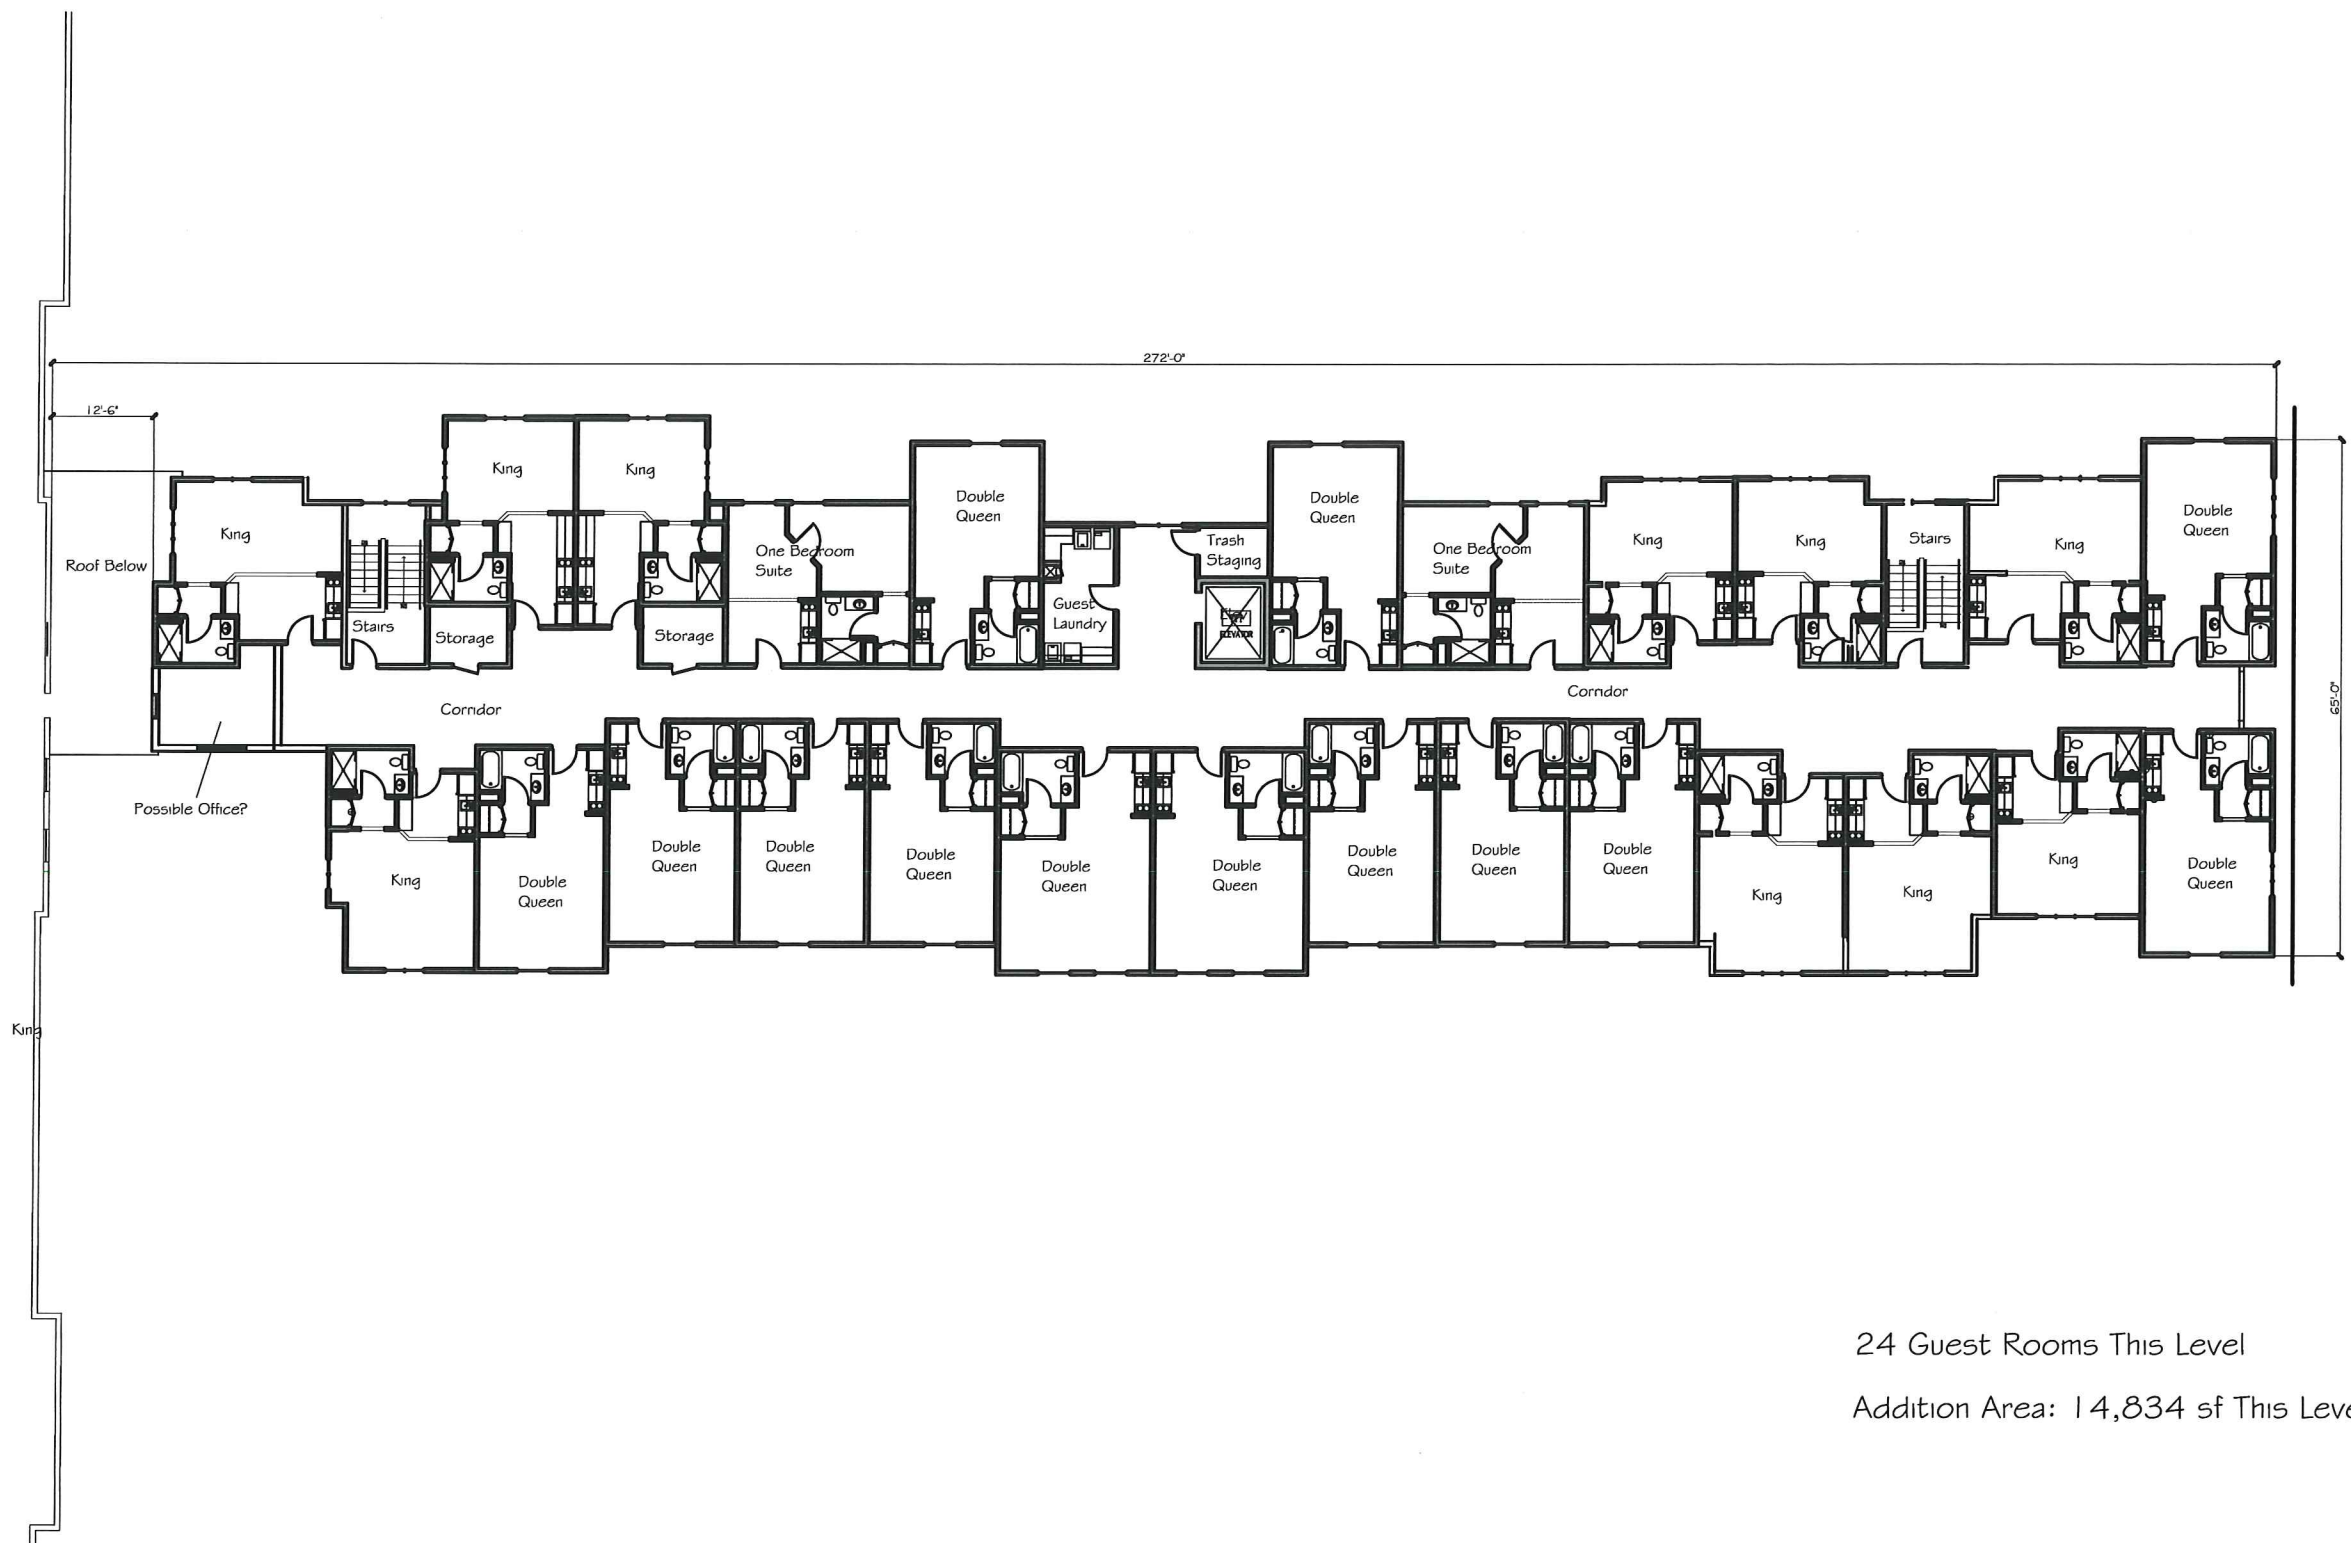 272'-0"
12'-6"
65'-0"
King
King
King
Double
Queen
Double
Queen
Double
Queen
Roof Below
One Bedroom
Suite
Trash
Staging
One Bedroom
Suite
King
King
Stairs
King
Stairs
Storage
Storage
Guest
Laundry
ELEVATOR
Corridor
Corridor
Possible Office?
King
Double
Queen
Double
Queen
Double
Queen
Double
Queen
Double
Queen
Double
Queen
Double
Queen
Double
Queen
Double
Queen
King
King
King
Double
Queen
King
24 Guest Rooms This Level
Addition Area: 14,834 sf This Leve